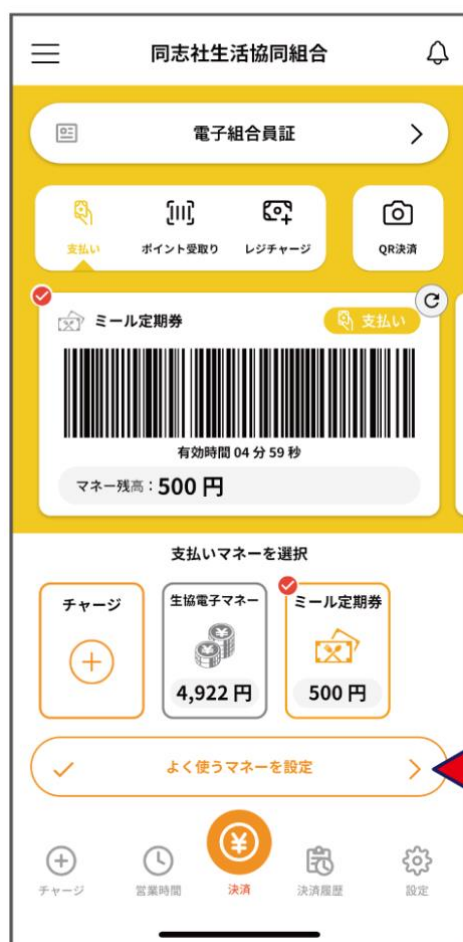 同志社生活協同組合
電子組合員証
支払い
ポイント受取り
レジチャージ
QR決済
ミール定期券
支払い
有効時間 04 分 59 秒
マネー残高：500 円
支払いマネーを選択
チャージ
生協電子マネー
ミール定期券
4,922 円
500 円
よく使うマネーを設定
チャージ
営業時間
決済
決済履歴
設定